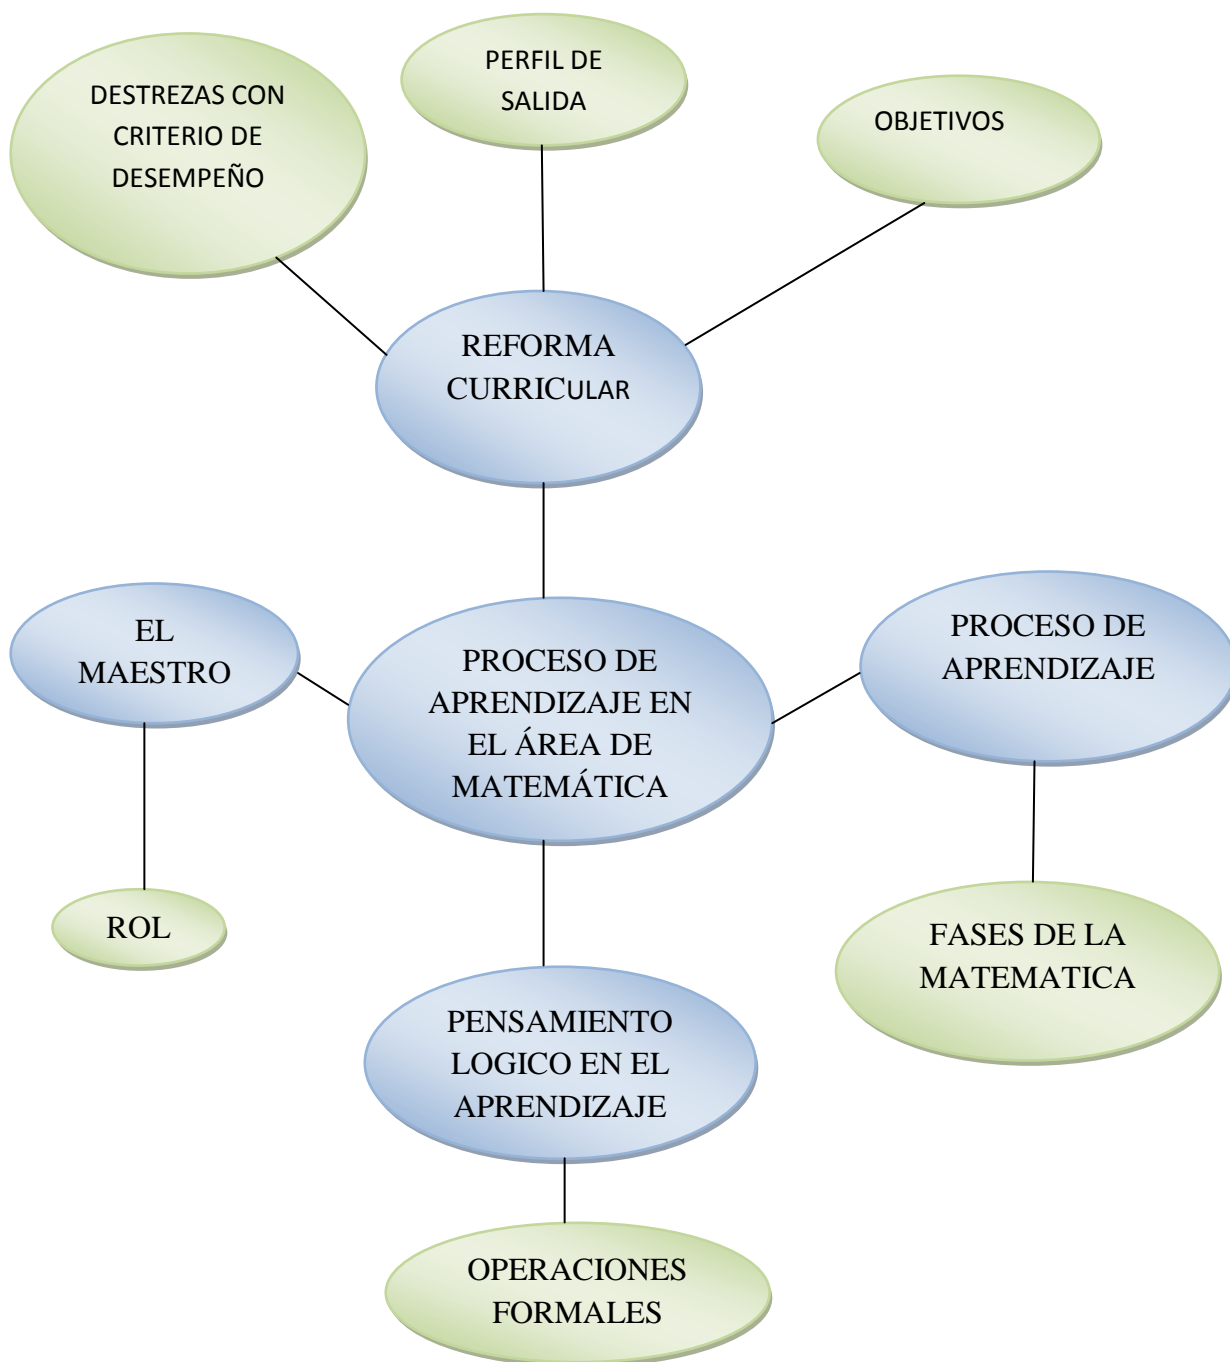 DESTREZAS CON
CRITERIO DE
DESEMPEÑO
PERFIL DE
SALIDA
OBJETIVOS
REFORMA
CURRICULAR
EL
MAESTRO
PROCESO DE
APRENDIZAJE EN
EL ÁREA DE
MATEMÁTICA
PROCESO DE
APRENDIZAJE
ROL
FASES DE LA
MATEMATICA
PENSAMIENTO
LOGICO EN EL
APRENDIZAJE
OPERACIONES
FORMALES